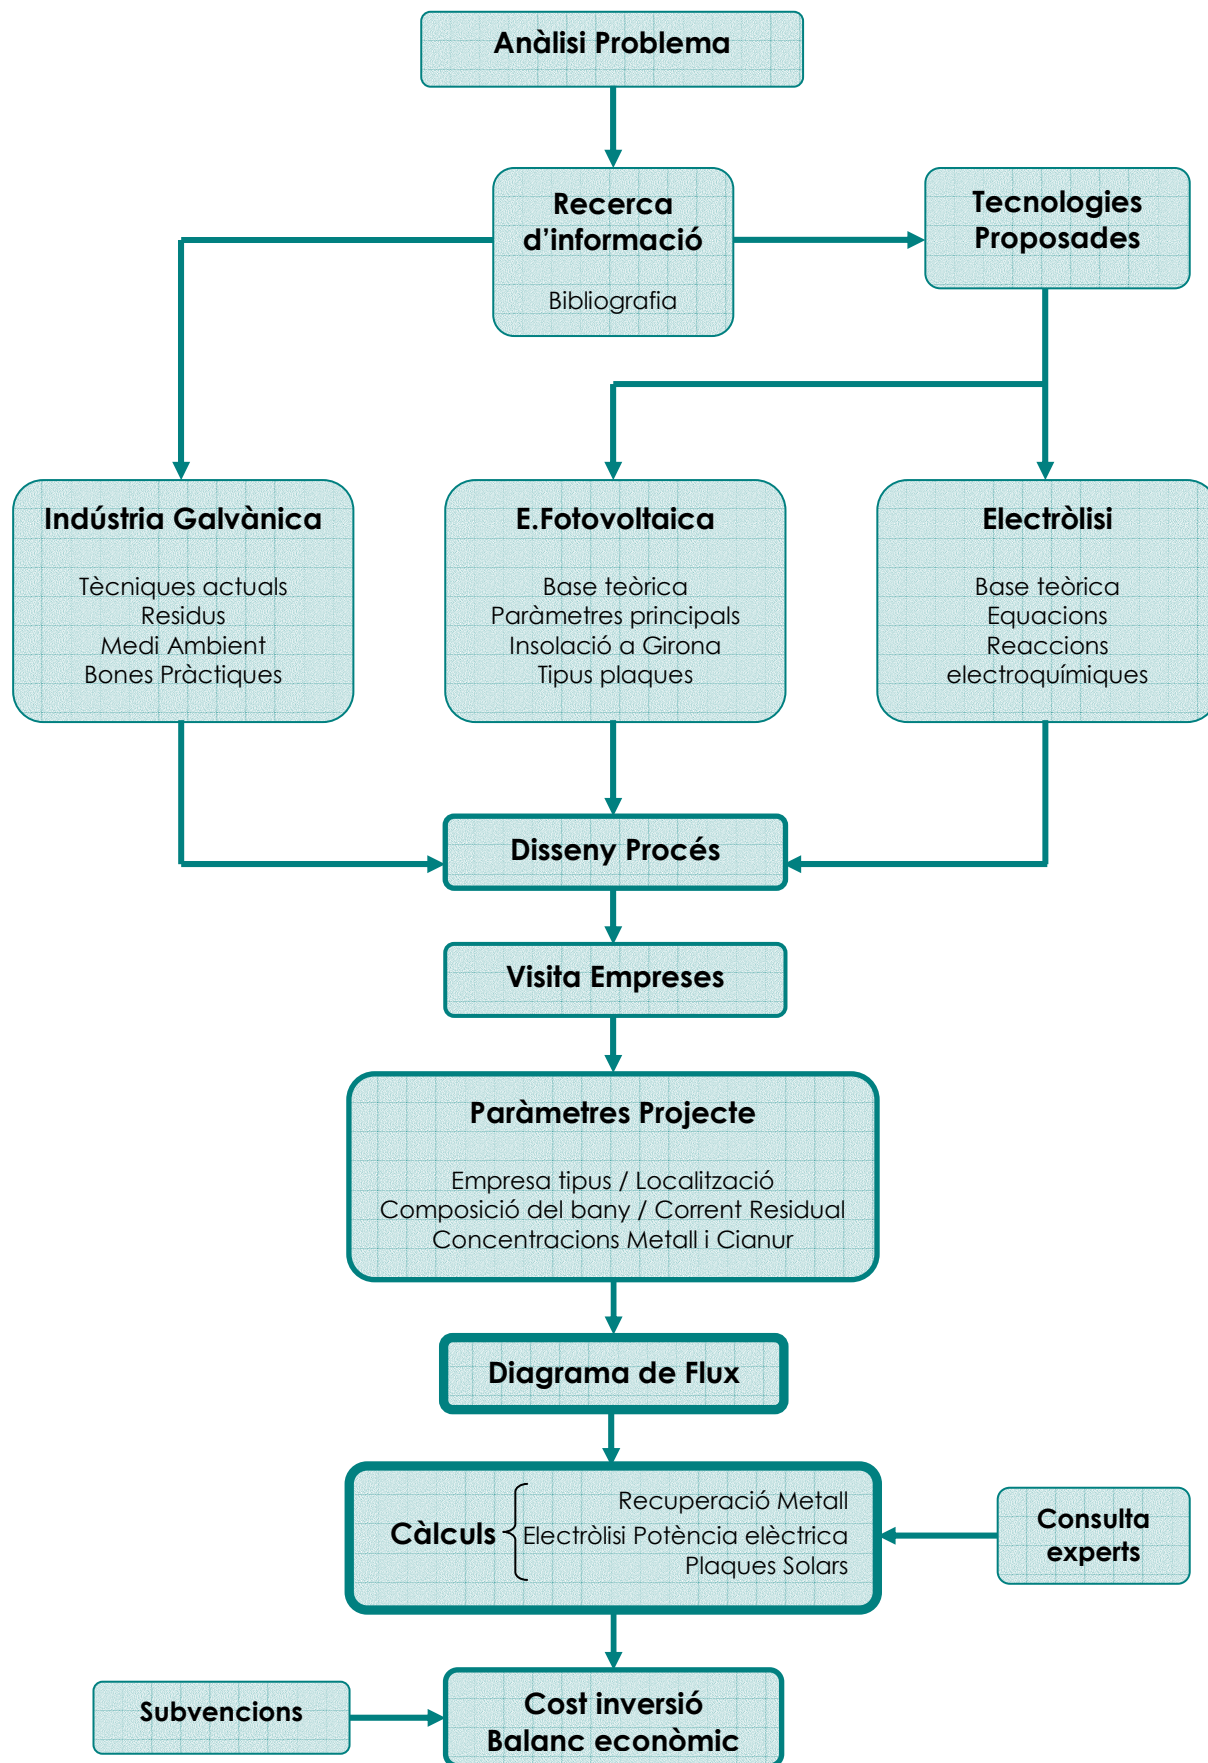 Anàlisi Problema
Recerca
d’informació
Bibliografia
Tecnologies
Proposades
Indústria Galvànica
Tècniques actuals
Residus
Medi Ambient
Bones Pràctiques
E.Fotovoltaica
Base teòrica
Paràmetres principals
Insolació a Girona
Tipus plaques
Electròlisi
Base teòrica
Equacions
Reaccions
electroquímiques
Disseny Procés
Visita Empreses
Paràmetres Projecte
Empresa tipus / Localització
Composició del bany / Corrent Residual
Concentracions Metall i Cianur
Diagrama de Flux
Càlculs
Recuperació Metall
Electròlisi Potència elèctrica
Plaques Solars
Consulta
experts
Subvencions
Cost inversió
Balanc econòmic